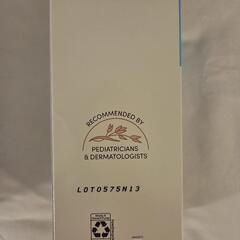 RECOMMENDED BY
PEDIATRICIANS
& DERMATOLOGISTS
LOT0575N13